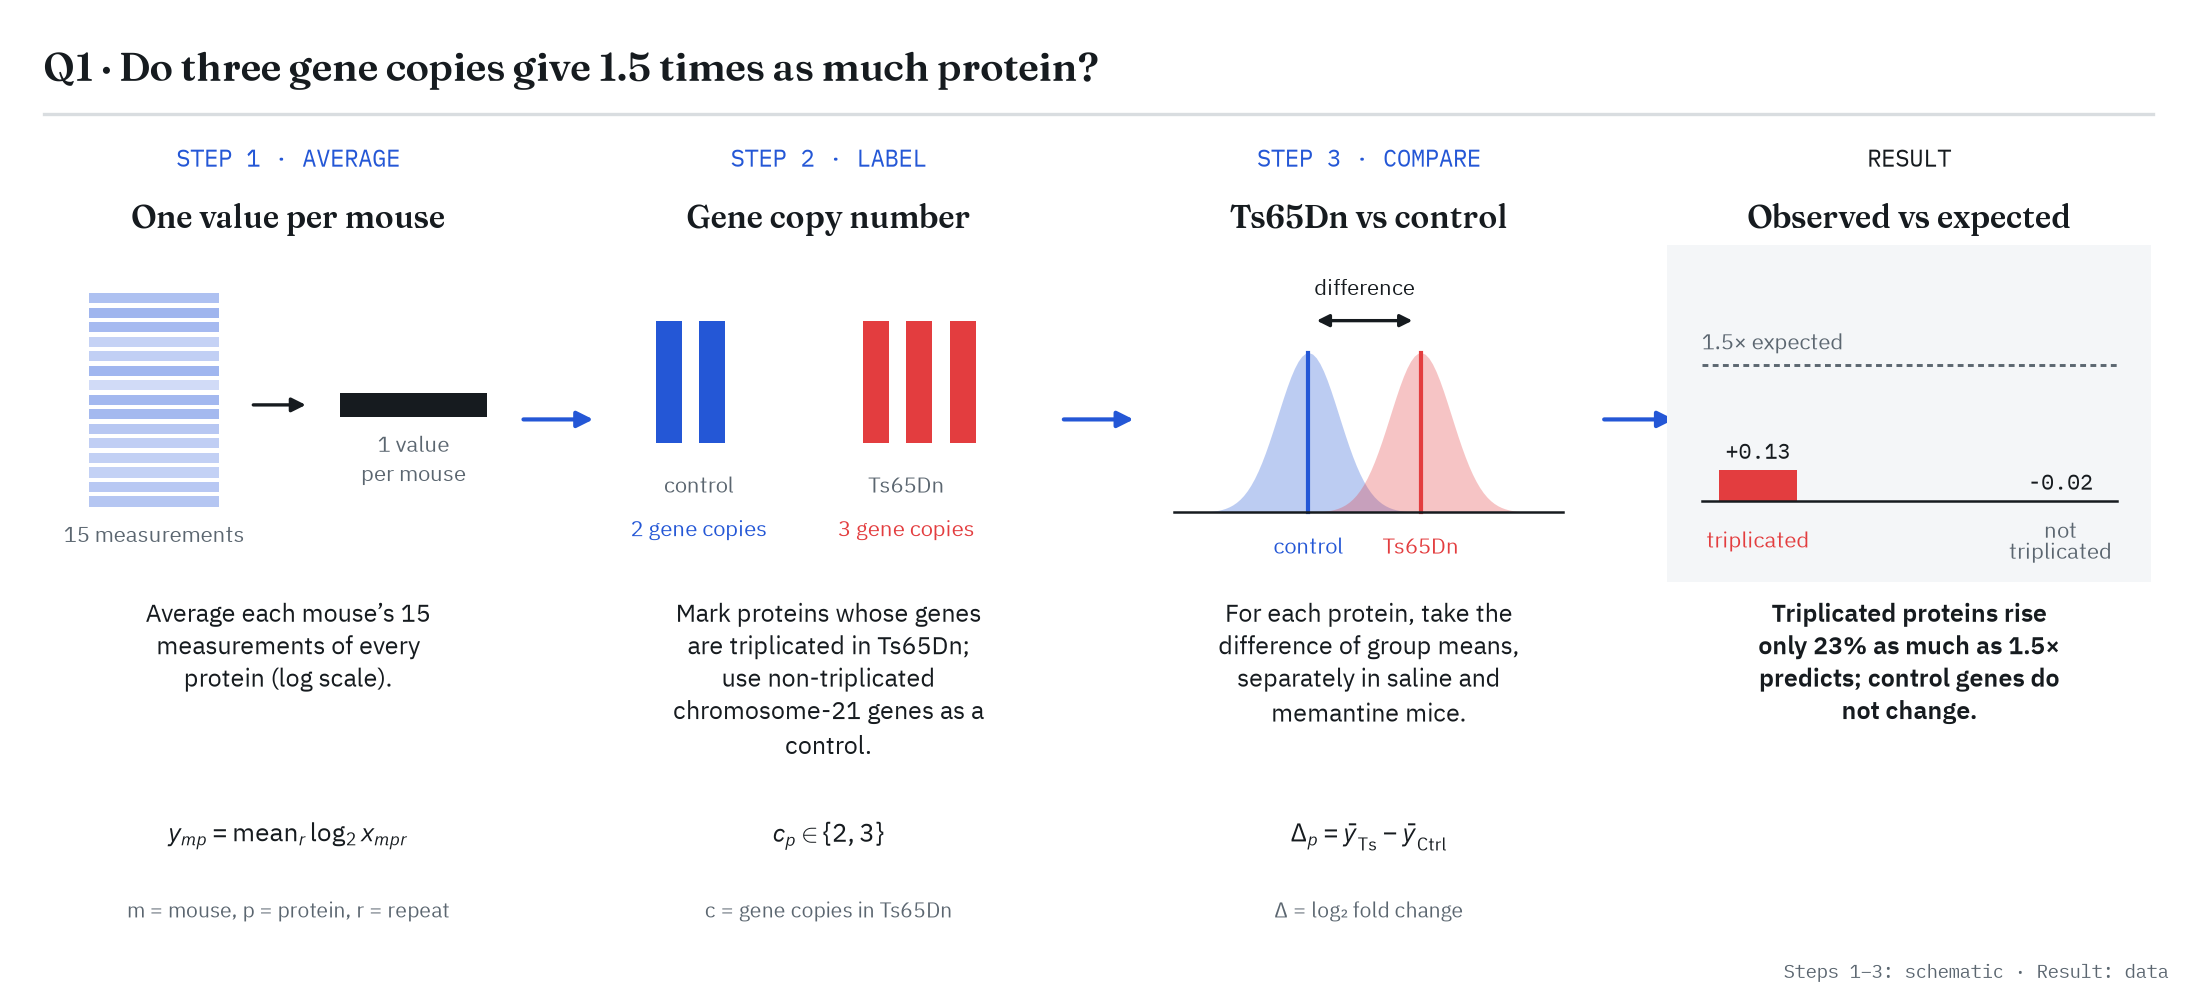 Q1 · Do three gene copies give 1.5 times as much protein?
STEP 1 · AVERAGE
One value per mouse
15 measurements
1 value
per mouse
Average each mouse’s 15
measurements of every
protein (log scale).
yₘₚ = meanᵣ log₂ xₘₚᵣ
m = mouse, p = protein, r = repeat
STEP 2 · LABEL
Gene copy number
control
2 gene copies
Ts65Dn
3 gene copies
Mark proteins whose genes
are triplicated in Ts65Dn;
use non-triplicated
chromosome-21 genes as a
control.
cₚ ∈ {2, 3}
c = gene copies in Ts65Dn
STEP 3 · COMPARE
Ts65Dn vs control
difference
control
Ts65Dn
For each protein, take the
difference of group means,
separately in saline and
memantine mice.
Δₚ = ȳ_Ts − ȳ_Ctrl
Δ = log₂ fold change
RESULT
Observed vs expected
1.5× expected
+0.13
-0.02
triplicated
not
triplicated
Triplicated proteins rise
only 23% as much as 1.5×
predicts; control genes do
not change.
Steps 1–3: schematic · Result: data